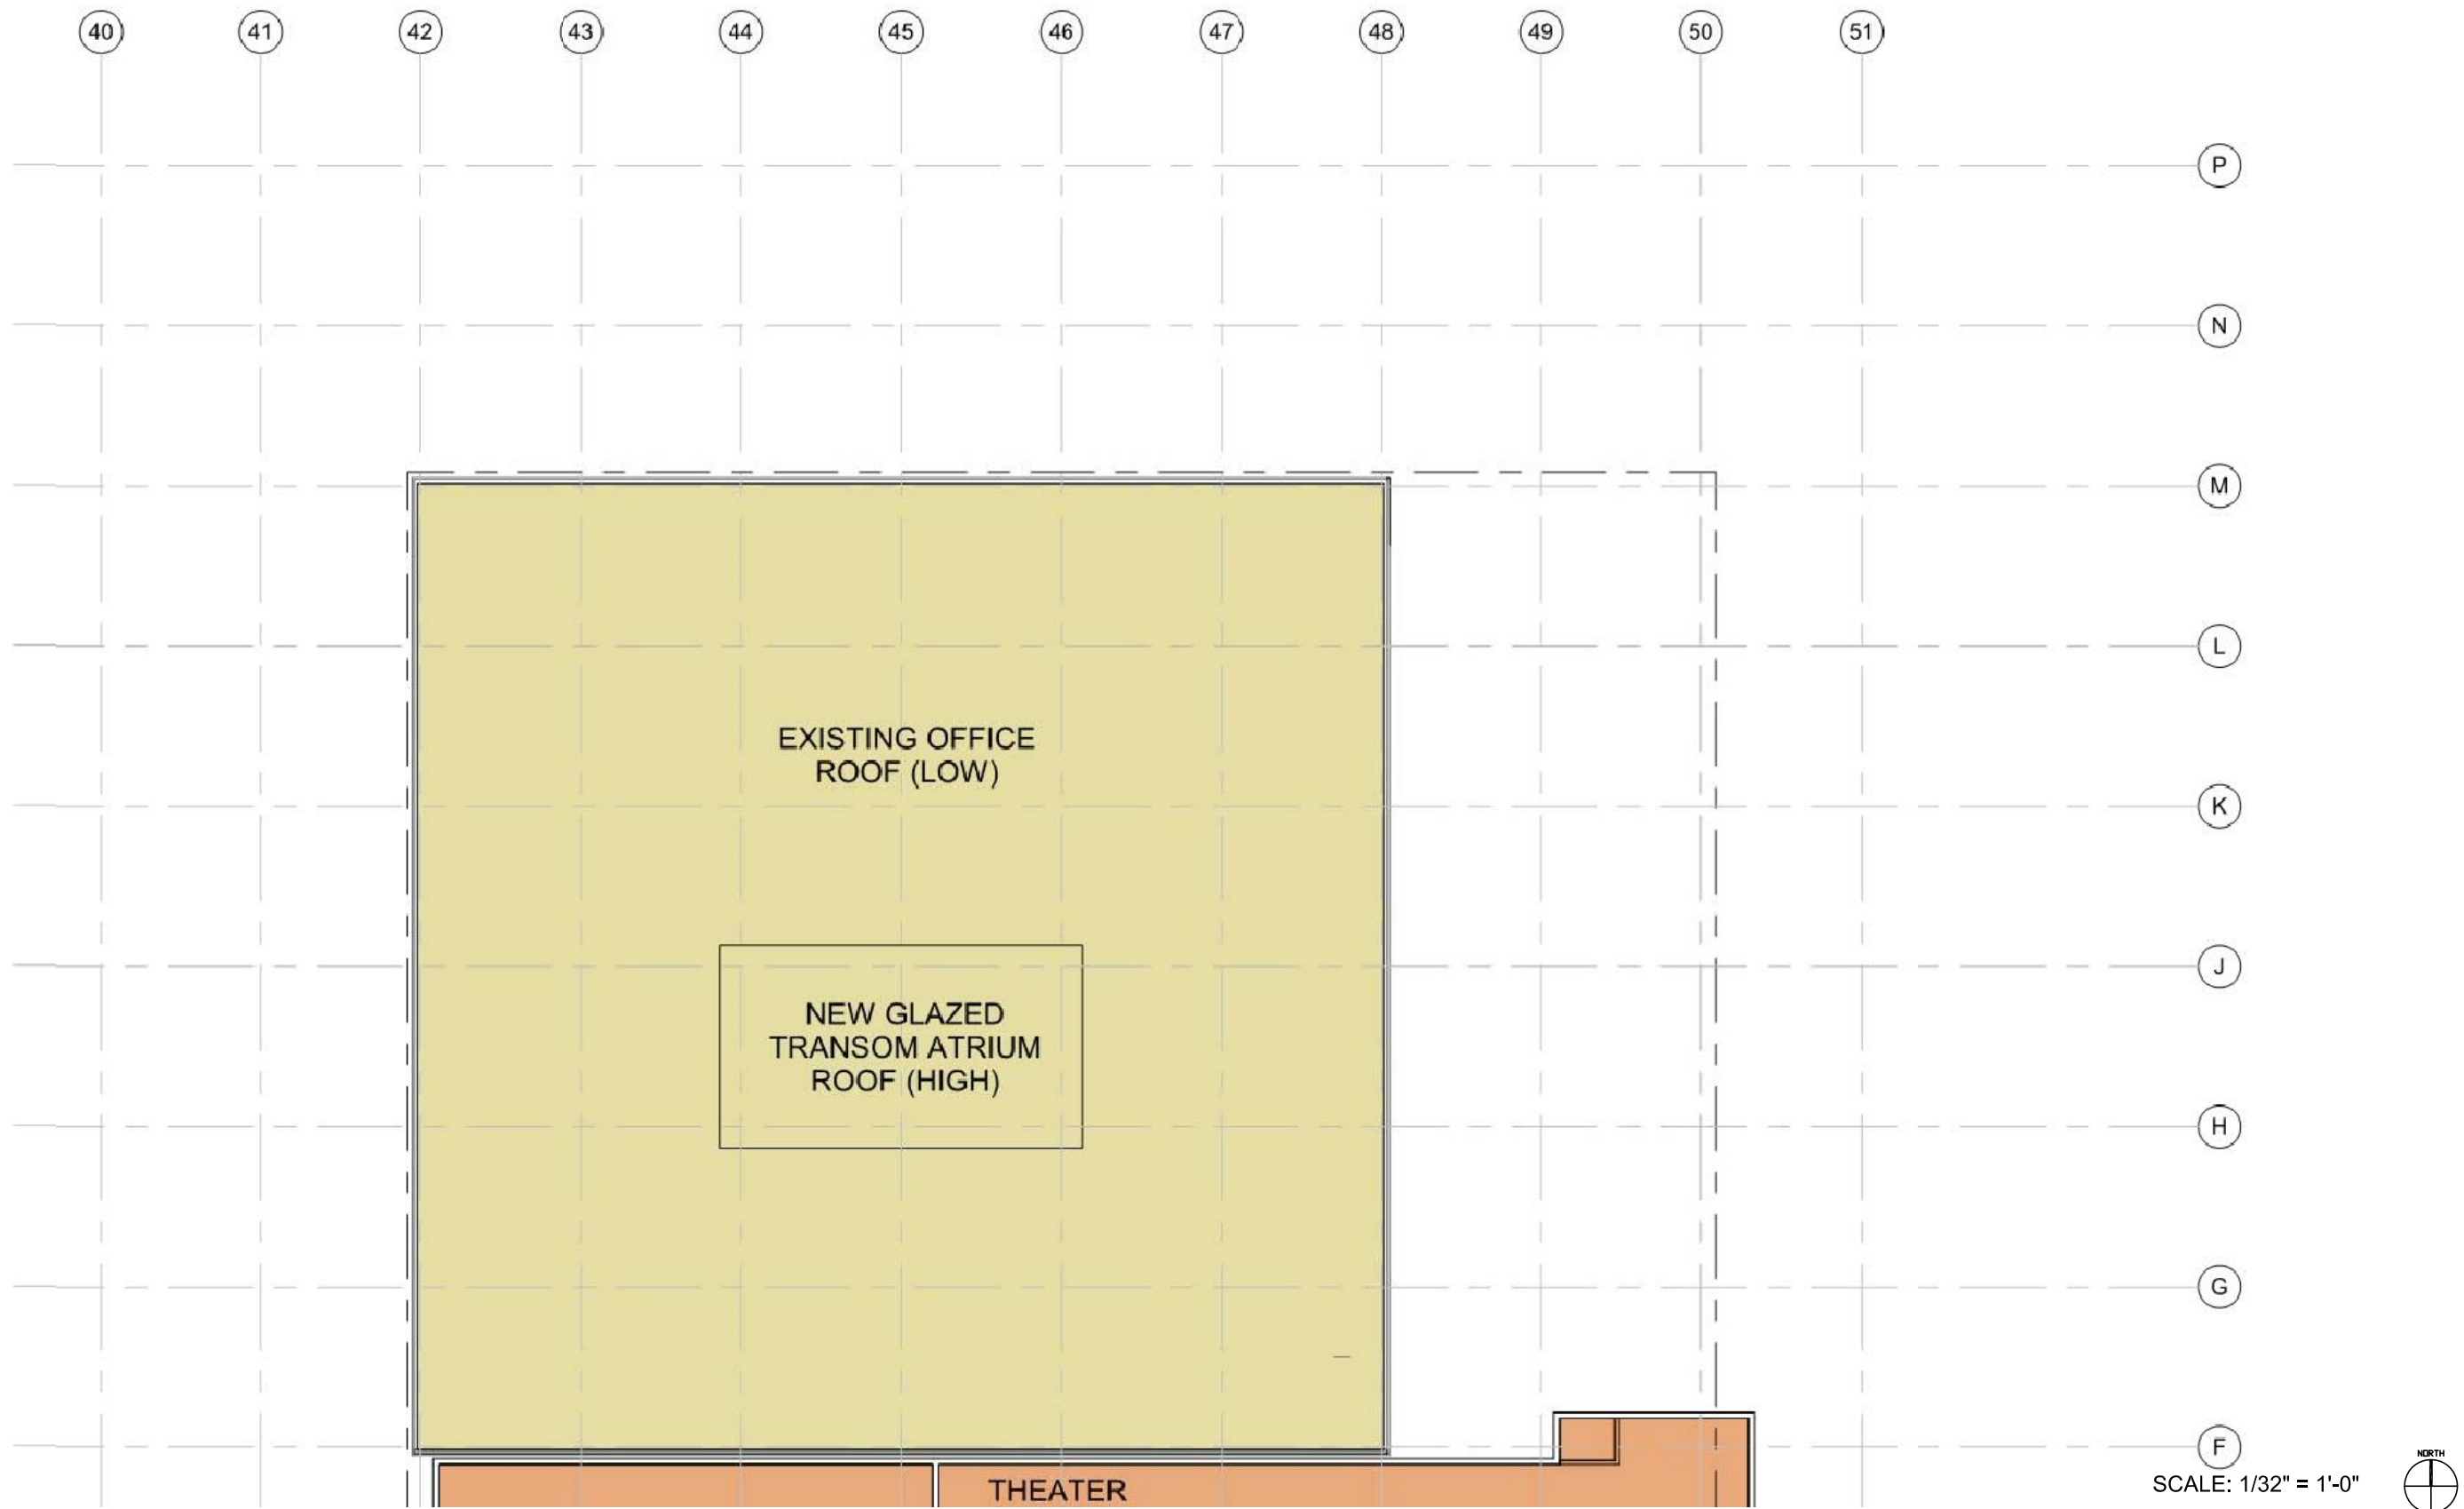 40 41 42 43 44 45 46 47 48 49 50 51
P
N
M
L
EXISTING OFFICE
ROOF (LOW)
K
J
NEW GLAZED
TRANSOM ATRIUM
ROOF (HIGH)
H
G
F
NORTH
SCALE: 1/32" = 1'-0"
THEATER